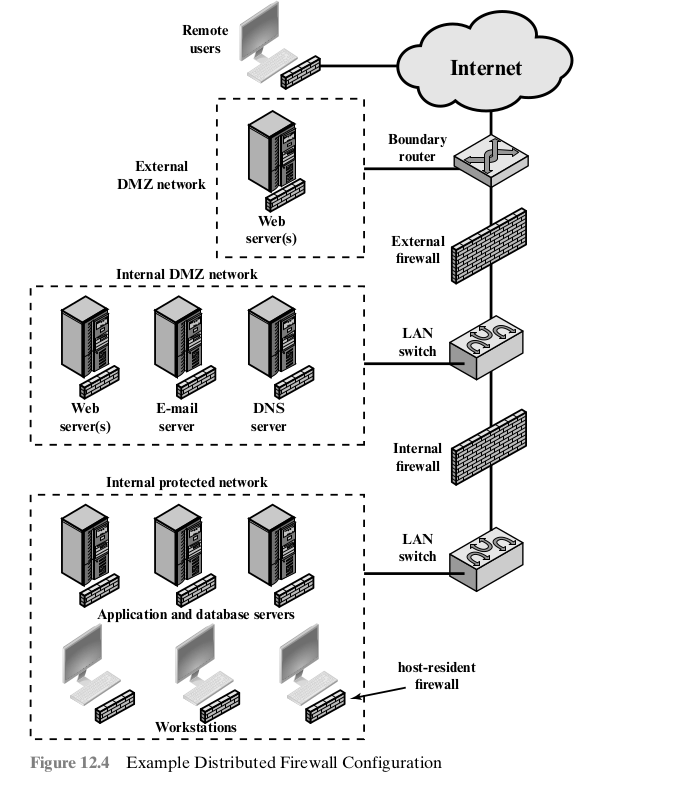 Remote
users
Internet
Boundary
router
External
DMZ network
Web
server(s)
External
firewall
Internal DMZ network
LAN
switch
Web
server(s)
E-mail
server
DNS
server
Internal
firewall
Internal protected network
LAN
switch
Application and database servers
host-resident
firewall
Workstations
Figure 12.4 Example Distributed Firewall Configuration